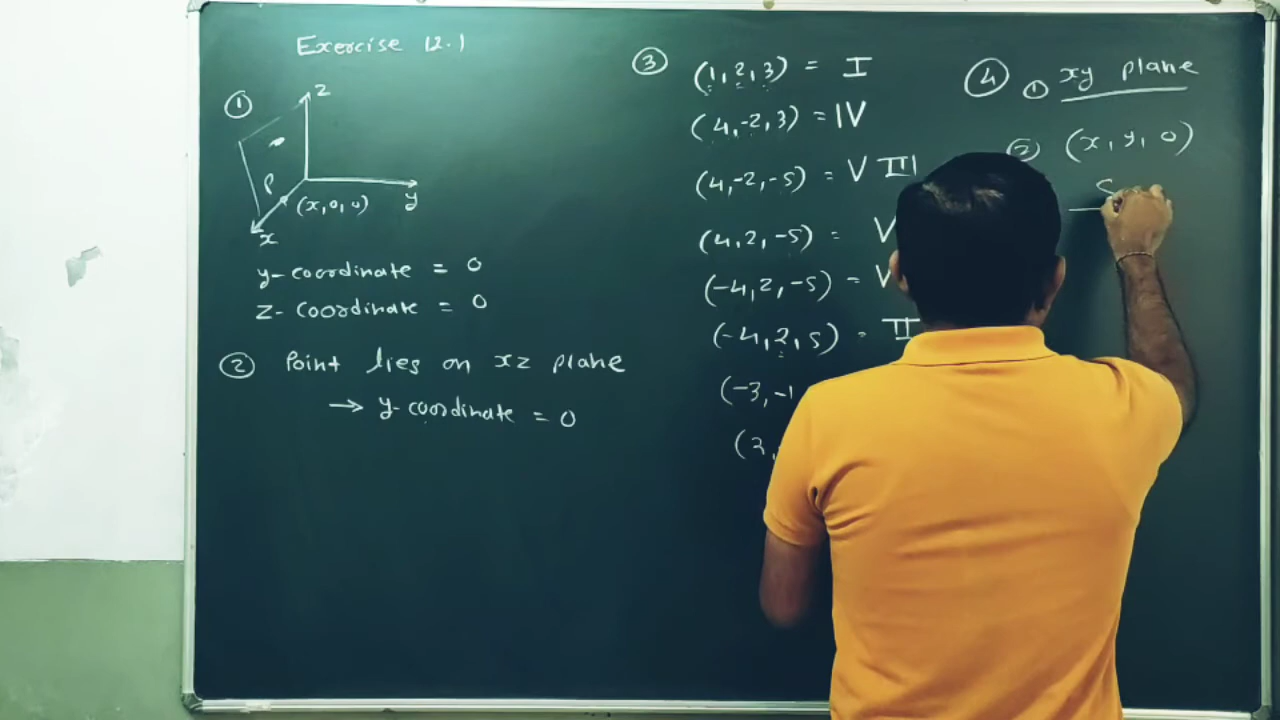 Exercise 12.1
①
z
P
(x, 0, 0)
y
x
y-coordinate = 0
z-coordinate = 0
② Point lies on xz plane
→ y-coordinate = 0
③ (1, 2, 3) = I
(4, -2, 3) = IV
(4, -2, -5) = VIII
(4, 2, -5) = V
(-4, 2, -5) = V
(-4, 2, 5) = II
(-3, -1
(2,
④ ① xy plane
② (x, y, 0)